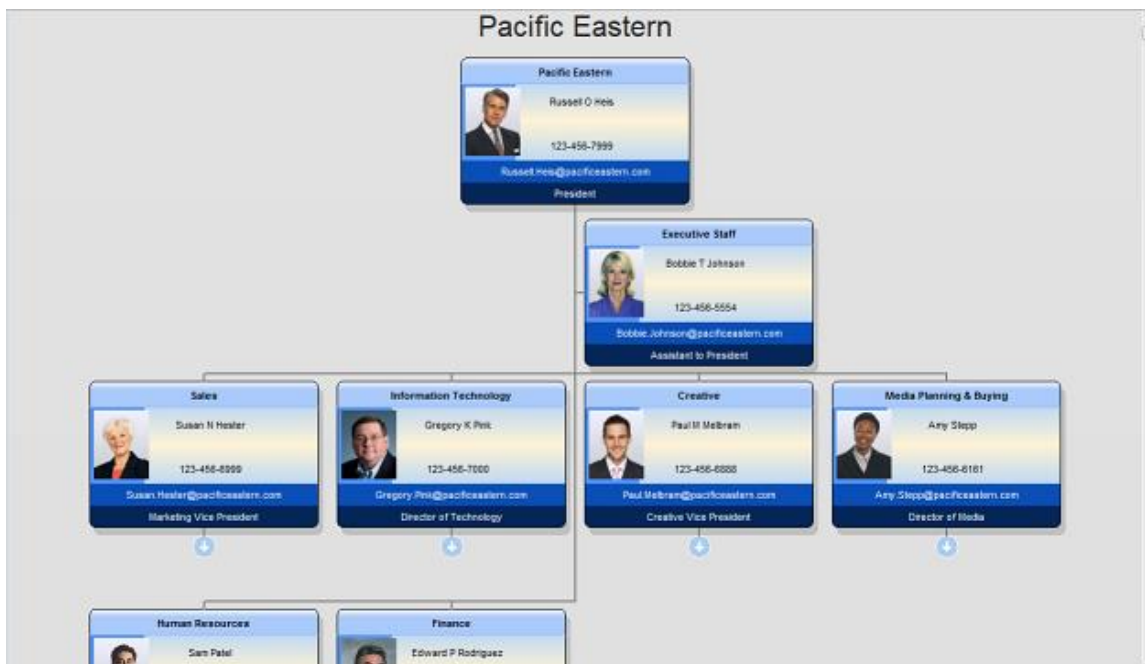 Pacific Eastern
Pacific Eastern
Russell O Heis
123-456-7999
Russell.Heis@pacificeastern.com
President
Executive Staff
Bobbie T Johnson
123-456-5554
Bobbie.Johnson@pacificeastern.com
Assistant to President
Sales
Susan N Hester
123-456-8999
Susan.Hester@pacificeastern.com
Marketing Vice President
Information Technology
Gregory K Pink
123-456-7000
Gregory.Pink@pacificeastern.com
Director of Technology
Creative
Paul M Melbram
123-456-6888
Paul.Melbram@pacificeastern.com
Creative Vice President
Media Planning & Buying
Amy Stepp
123-456-6161
Amy.Stepp@pacificeastern.com
Director of Media
Human Resources
Sam Patel
Finance
Edward P Rodriguez